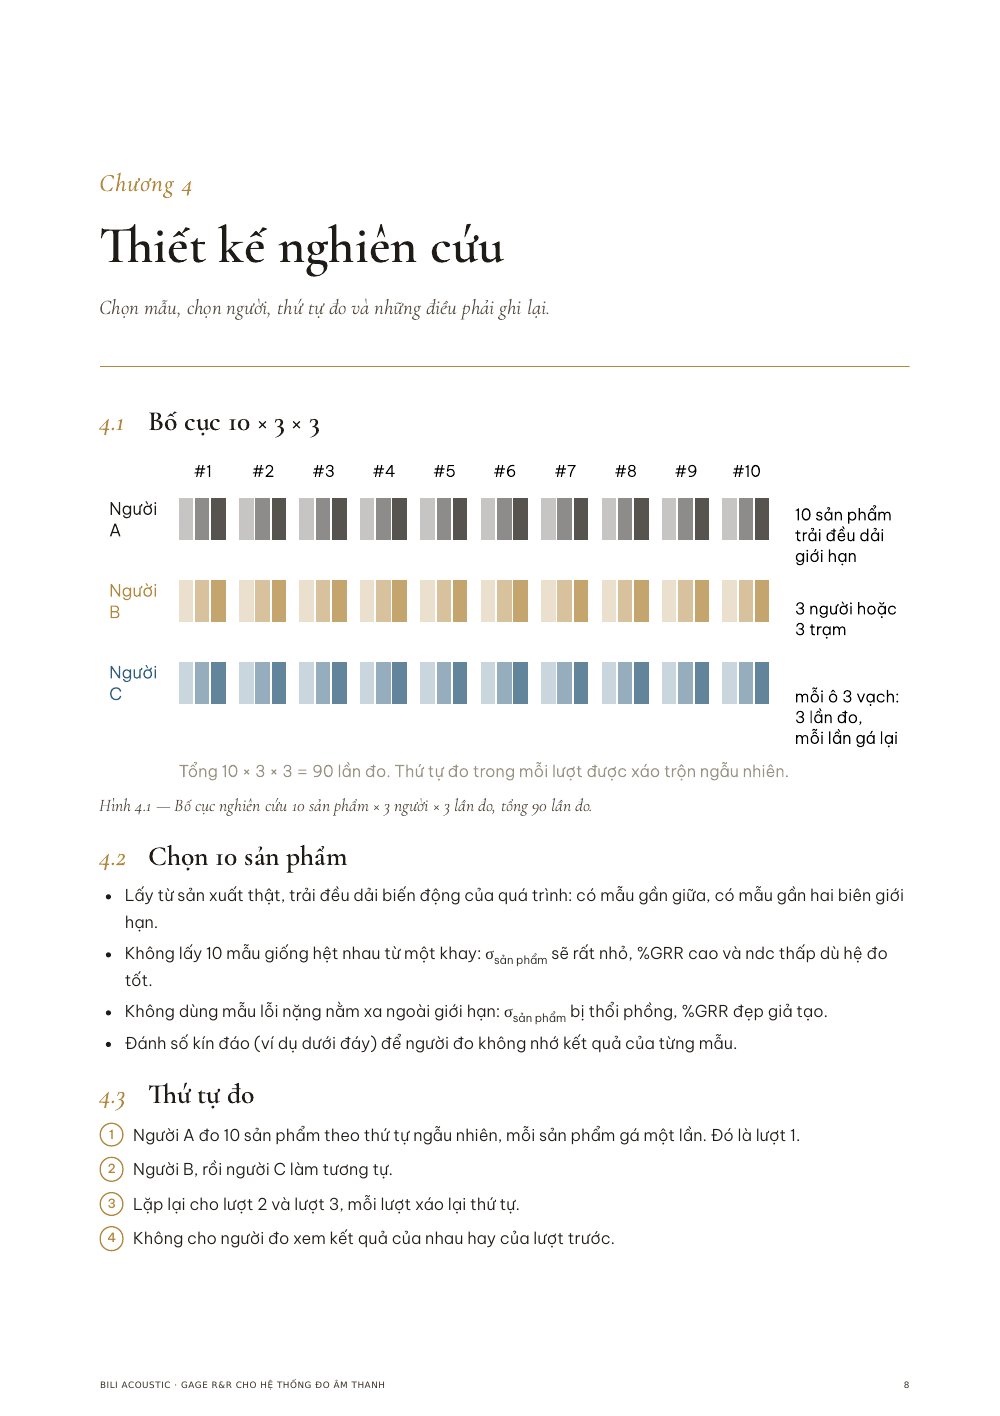 Chương 4
Thiết kế nghiên cứu
Chọn mẫu, chọn người, thứ tự đo và những điều phải ghi lại.
4.1 Bố cục 10 × 3 × 3
#1 #2 #3 #4 #5 #6 #7 #8 #9 #10
Người
A
10 sản phẩm
trải đều dải
giới hạn
Người
B
3 người hoặc
3 trạm
Người
C
mỗi ô 3 vạch:
3 lần đo,
mỗi lần gá lại
Tổng 10 × 3 × 3 = 90 lần đo. Thứ tự đo trong mỗi lượt được xáo trộn ngẫu nhiên.
Hình 4.1 — Bố cục nghiên cứu 10 sản phẩm × 3 người × 3 lần đo, tổng 90 lần đo.
4.2 Chọn 10 sản phẩm
• Lấy từ sản xuất thật, trải đều dải biến động của quá trình: có mẫu gần giữa, có mẫu gần hai biên giới
hạn.
• Không lấy 10 mẫu giống hệt nhau từ một khay: σsản phẩm sẽ rất nhỏ, %GRR cao và ndc thấp dù hệ đo
tốt.
• Không dùng mẫu lỗi nặng nằm xa ngoài giới hạn: σsản phẩm bị thổi phồng, %GRR đẹp giả tạo.
• Đánh số kín đáo (ví dụ dưới đáy) để người đo không nhớ kết quả của từng mẫu.
4.3 Thứ tự đo
1 Người A đo 10 sản phẩm theo thứ tự ngẫu nhiên, mỗi sản phẩm gá một lần. Đó là lượt 1.
2 Người B, rồi người C làm tương tự.
3 Lặp lại cho lượt 2 và lượt 3, mỗi lượt xáo lại thứ tự.
4 Không cho người đo xem kết quả của nhau hay của lượt trước.
BILI ACOUSTIC · GAGE R&R CHO HỆ THỐNG ĐO ÂM THANH 8